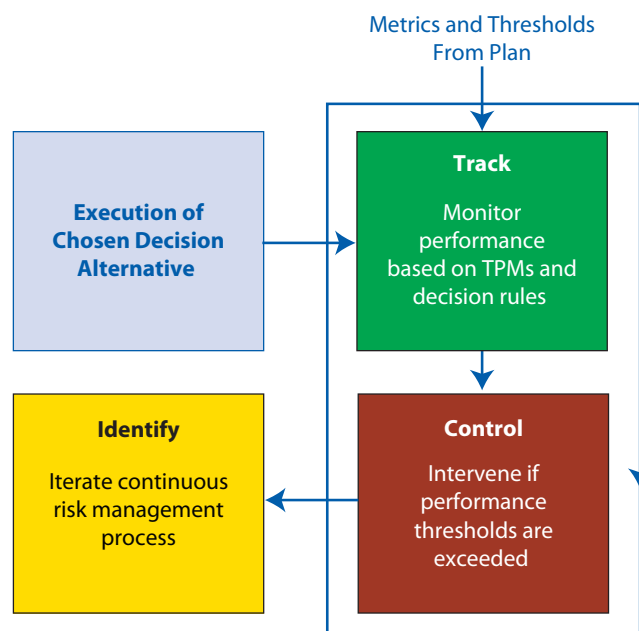 Metrics and Thresholds
From Plan
Execution of
Chosen Decision
Alternative
Track
Monitor
performance
based on TPMs and
decision rules
Identify
Iterate continuous
risk management
process
Control
Intervene if
performance
thresholds are
exceeded